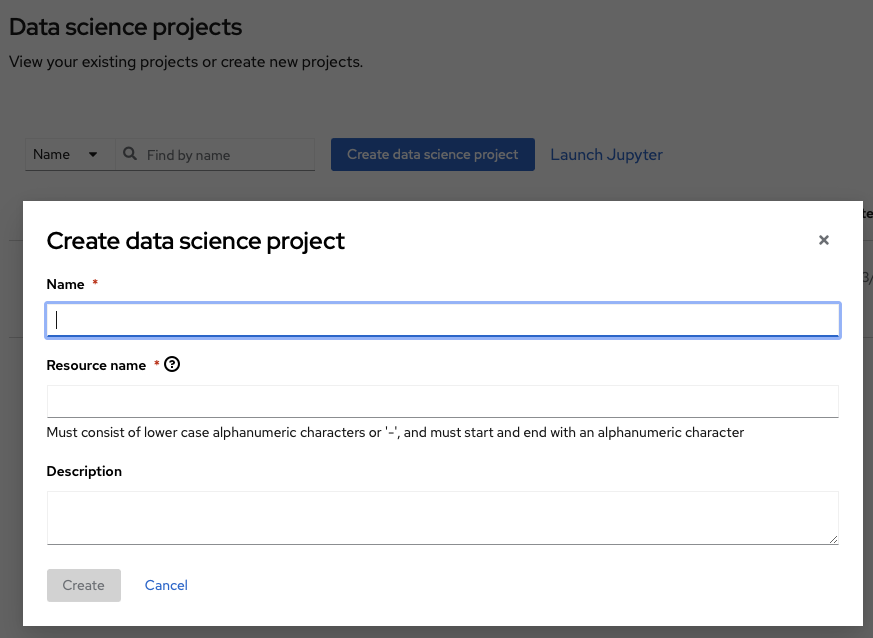 Data science projects
View your existing projects or create new projects.
Name
Find by name
Create data science project
Launch Jupyter
Create data science project
×
Name *
Resource name * ?
Must consist of lower case alphanumeric characters or '-', and must start and end with an alphanumeric character
Description
Create
Cancel